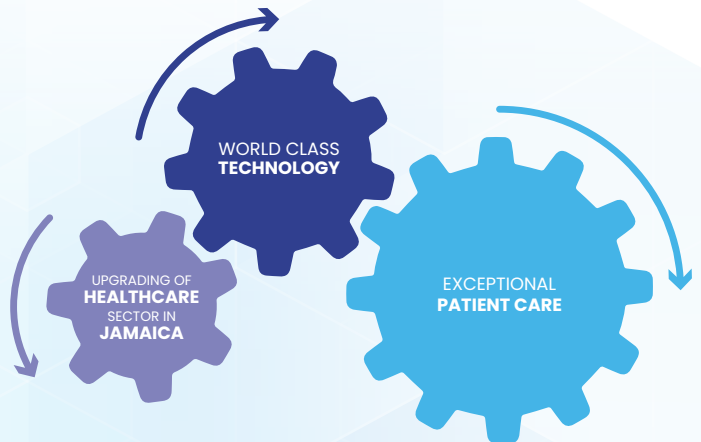 WORLD CLASS
TECHNOLOGY
UPGRADING OF
HEALTHCARE
SECTOR IN
JAMAICA
EXCEPTIONAL
PATIENT CARE